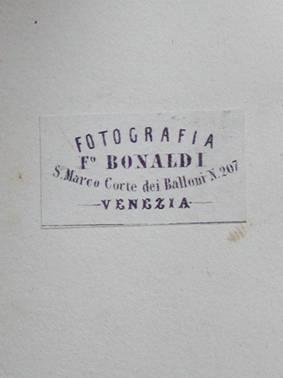 FOTOGRAFIA
Fº BONALDI
S. Marco Corte dei Balloni N. 207
VENEZIA